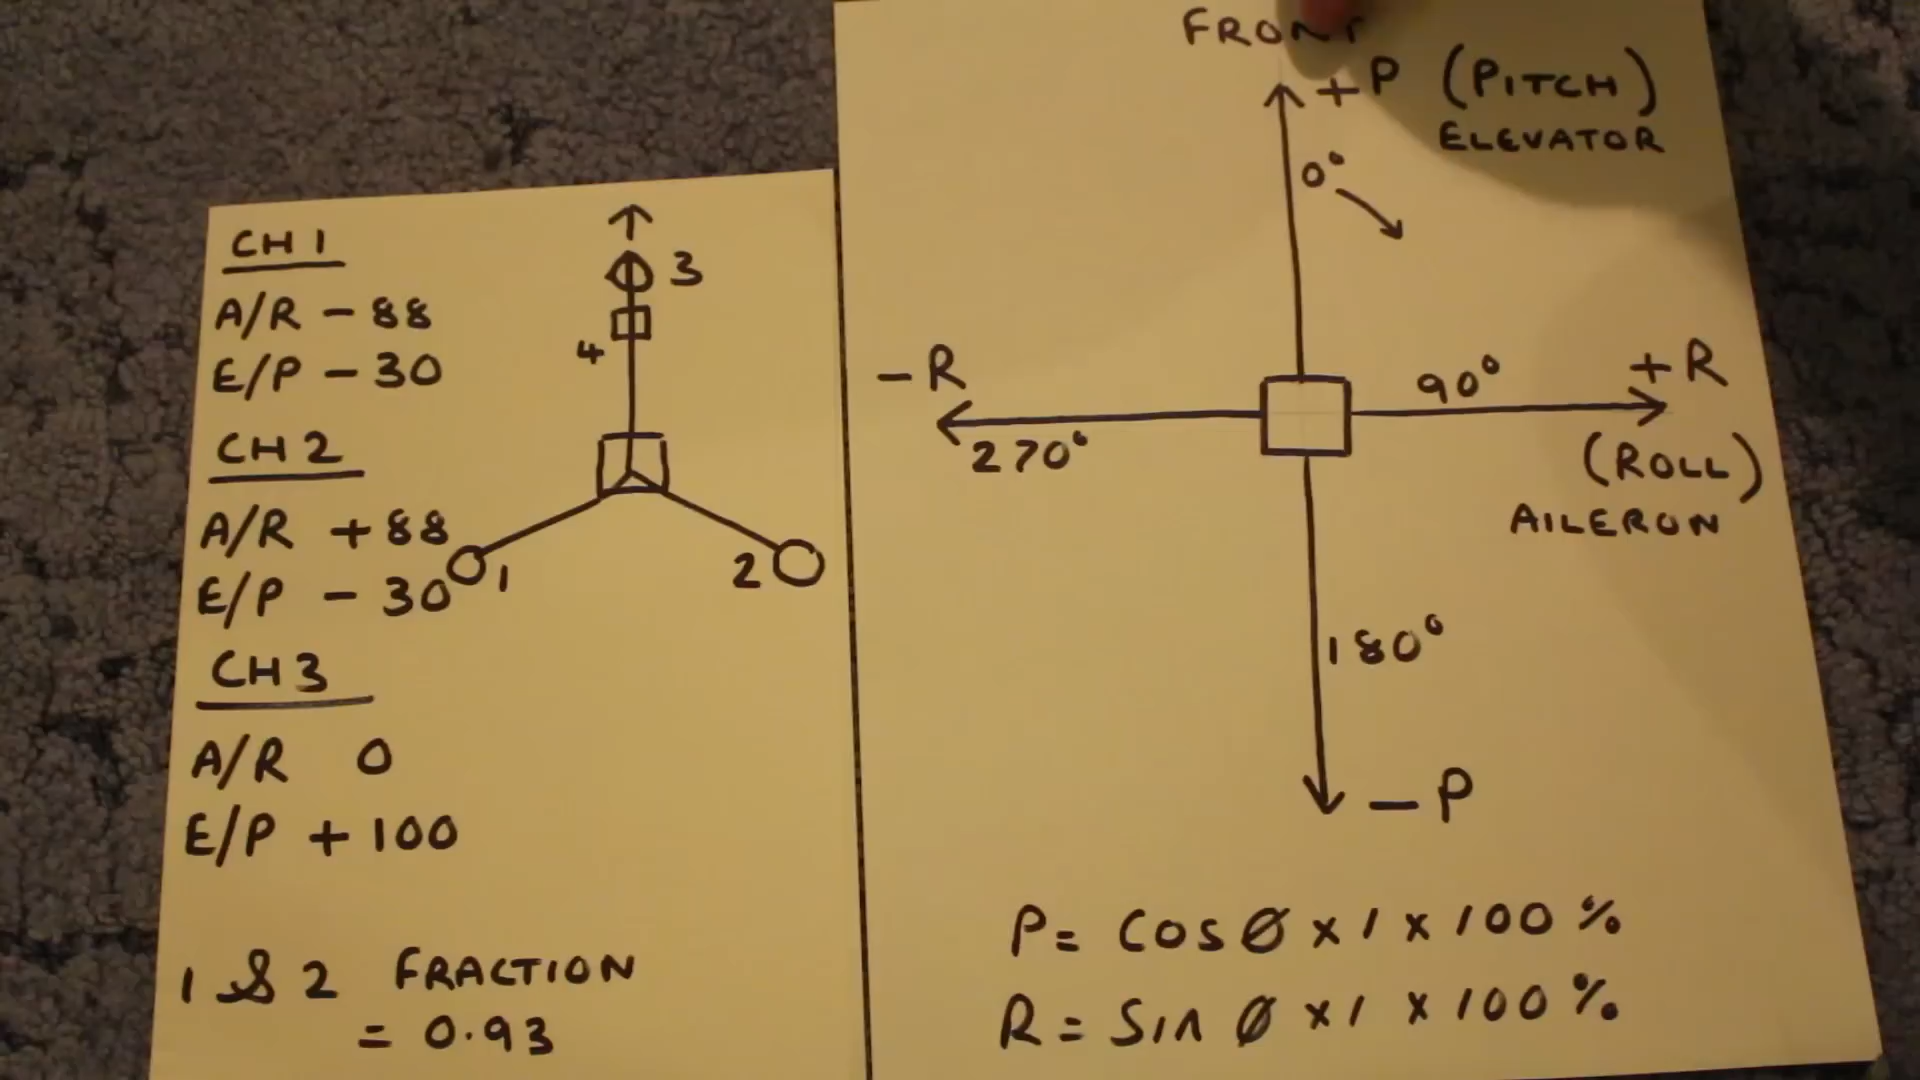 CH 1
A/R - 88
E/P - 30
CH 2
A/R + 88
E/P - 30
CH 3
A/R 0
E/P + 100
1 & 2 FRACTION
= 0.93
3
4
1
2
FRONT
+ P (PITCH)
ELEVATOR
0°
- R
90°
+ R
270°
(ROLL)
AILERON
180°
- P
P = COS Ø x 1 x 100 %
R = Sin Ø x 1 x 100 %